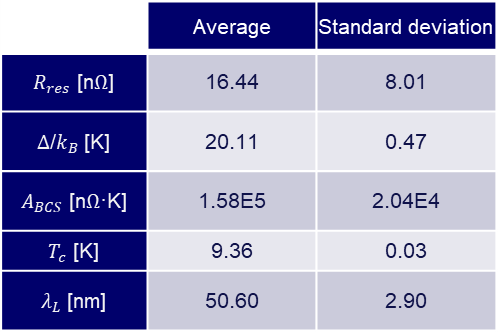 Average Standard deviation
R_res [nΩ] 16.44 8.01
Δ/k_B [K] 20.11 0.47
A_BCS [nΩ·K] 1.58E5 2.04E4
T_c [K] 9.36 0.03
λ_L [nm] 50.60 2.90